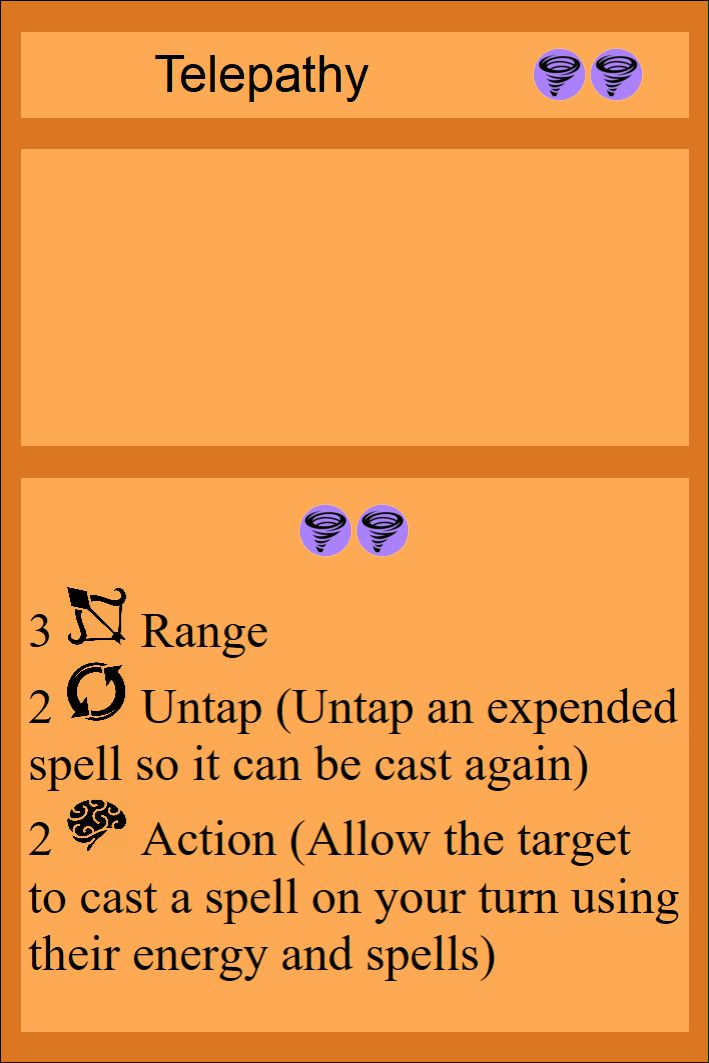 Telepathy
3 Range
2 Untap (Untap an expended
spell so it can be cast again)
2 Action (Allow the target
to cast a spell on your turn using
their energy and spells)